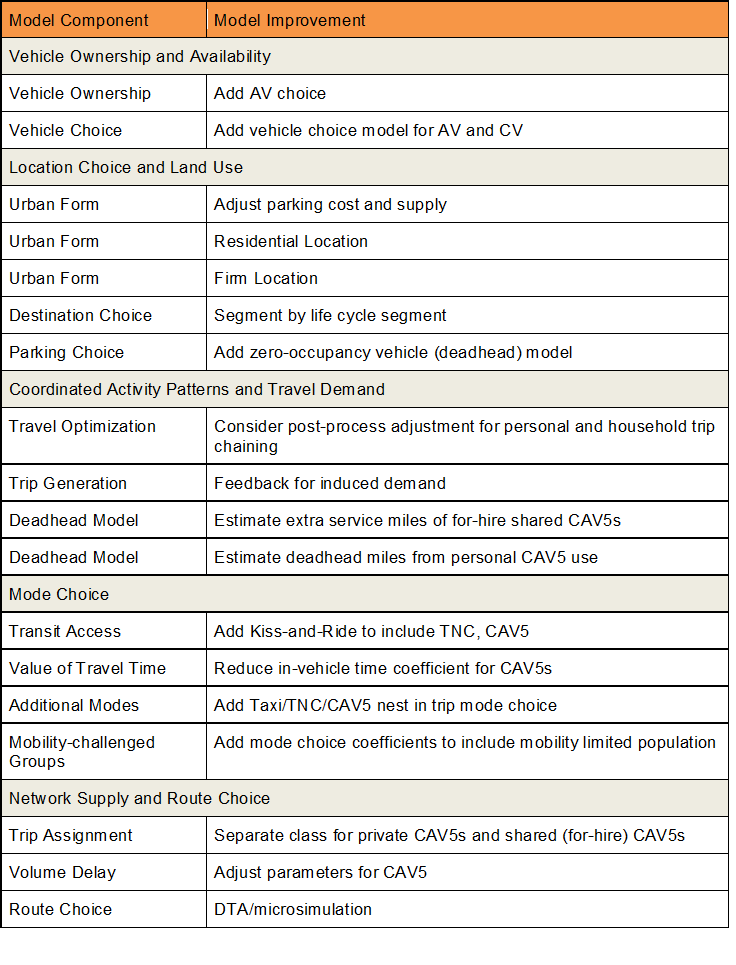 Model Component Model Improvement
Vehicle Ownership and Availability
Vehicle Ownership Add AV choice
Vehicle Choice Add vehicle choice model for AV and CV
Location Choice and Land Use
Urban Form Adjust parking cost and supply
Urban Form Residential Location
Urban Form Firm Location
Destination Choice Segment by life cycle segment
Parking Choice Add zero-occupancy vehicle (deadhead) model
Coordinated Activity Patterns and Travel Demand
Travel Optimization Consider post-process adjustment for personal and household trip
chaining
Trip Generation Feedback for induced demand
Deadhead Model Estimate extra service miles of for-hire shared CAV5s
Deadhead Model Estimate deadhead miles from personal CAV5 use
Mode Choice
Transit Access Add Kiss-and-Ride to include TNC, CAV5
Value of Travel Time Reduce in-vehicle time coefficient for CAV5s
Additional Modes Add Taxi/TNC/CAV5 nest in trip mode choice
Mobility-challenged Add mode choice coefficients to include mobility limited population
Groups
Network Supply and Route Choice
Trip Assignment Separate class for private CAV5s and shared (for-hire) CAV5s
Volume Delay Adjust parameters for CAV5
Route Choice DTA/microsimulation